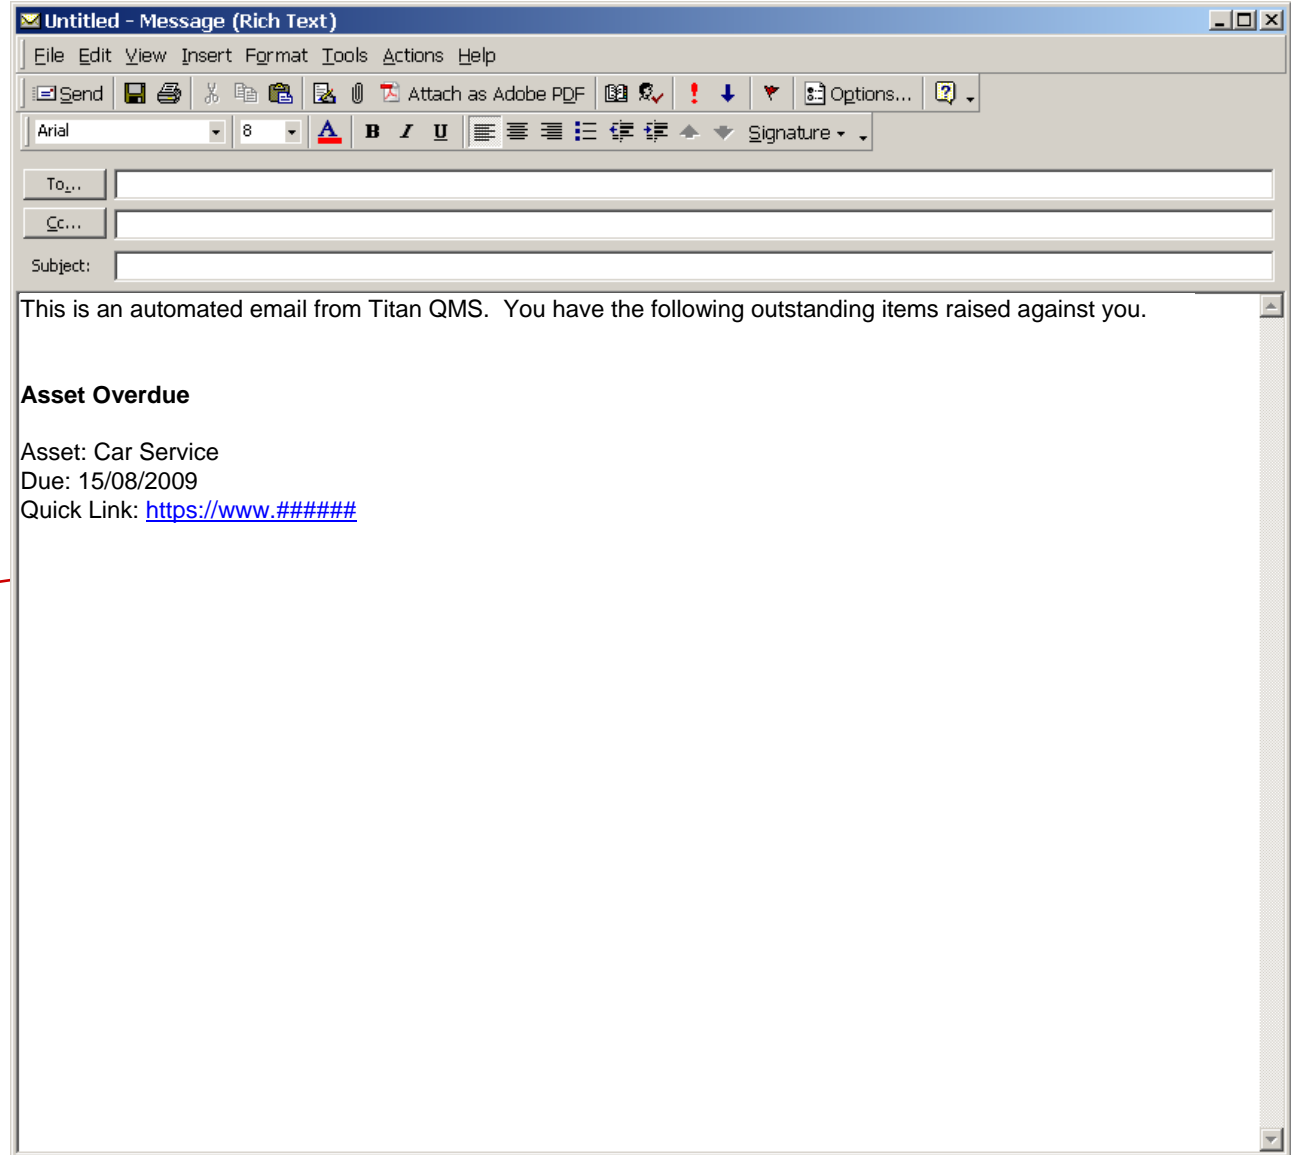 Untitled - Message (Rich Text)
File Edit View Insert Format Tools Actions Help
Send Attach as Adobe PDF Options...
Arial 8 A B I U Signature
To...
Cc...
Subject:
This is an automated email from Titan QMS.  You have the following outstanding items raised against you.
Asset Overdue
Asset: Car Service
Due: 15/08/2009
Quick Link: https://www.######